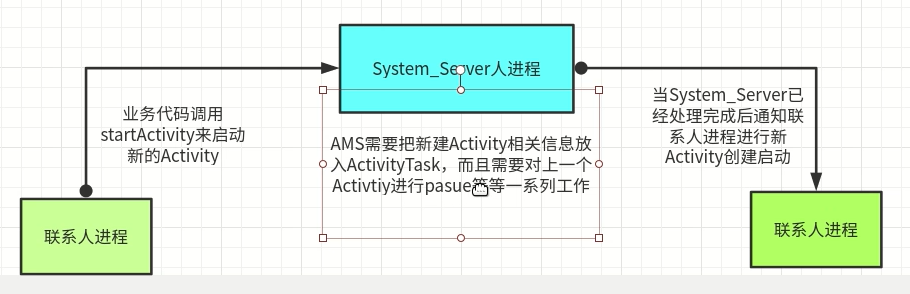 System_Server人进程
业务代码调用
startActivity来启动
新的Activity
当System_Server已
经处理完成后通知联
系人进程进行新
Activity创建启动
AMS需要把新建Activity相关信息放
入ActivityTask，而且需要对上一个
Activtiy进行pasue等等一系列工作
联系人进程
联系人进程